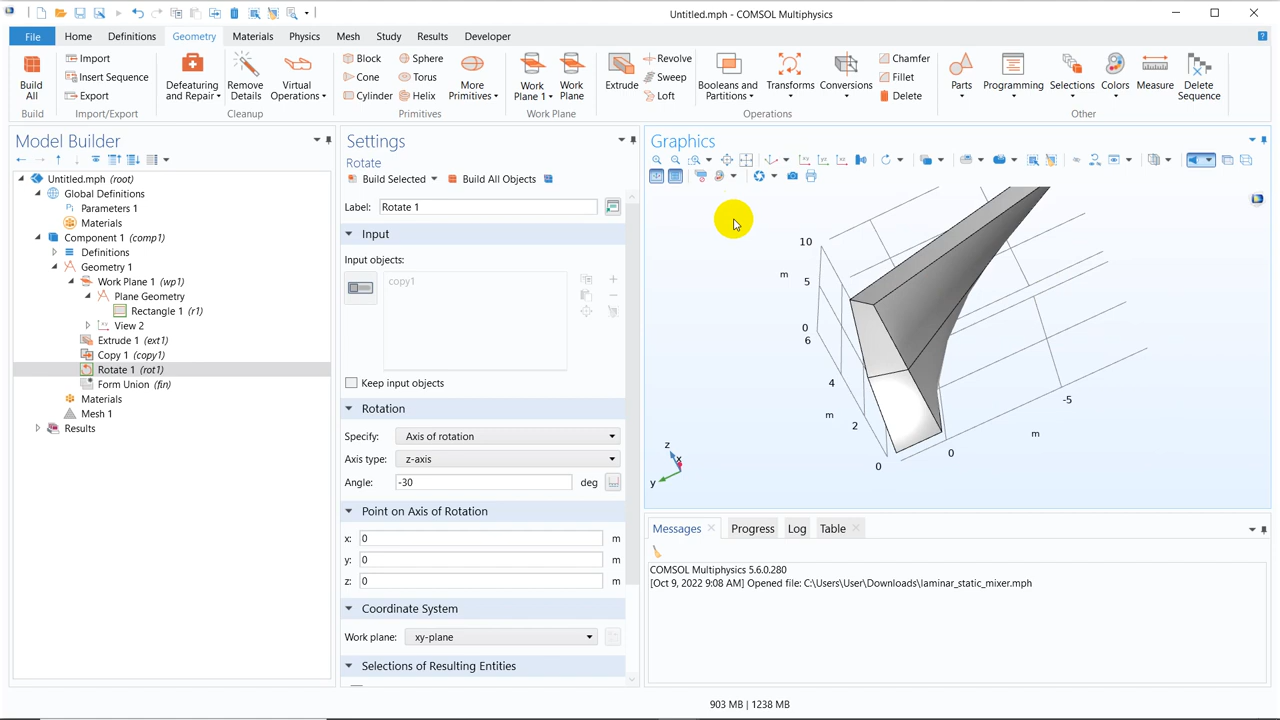 Untitled.mph - COMSOL Multiphysics
File Home Definitions Geometry Materials Physics Mesh Study Results Developer
Build All
Build
Import
Insert Sequence
Export
Import/Export
Defeaturing and Repair
Remove Details
Virtual Operations
Cleanup
Block
Cone
Cylinder
Sphere
Torus
Helix
More Primitives
Primitives
Work Plane 1
Work Plane
Work Plane
Extrude
Revolve
Sweep
Loft
Booleans and Partitions
Transforms
Conversions
Chamfer
Fillet
Delete
Operations
Parts
Programming
Selections
Colors
Measure
Delete Sequence
Other
Model Builder
Untitled.mph (root)
Global Definitions
Parameters 1
Materials
Component 1 (comp1)
Definitions
Geometry 1
Work Plane 1 (wp1)
Plane Geometry
Rectangle 1 (r1)
View 2
Extrude 1 (ext1)
Copy 1 (copy1)
Rotate 1 (rot1)
Form Union (fin)
Materials
Mesh 1
Results
Settings
Rotate
Build Selected Build All Objects
Label: Rotate 1
Input
Input objects:
copy1
Keep input objects
Rotation
Specify: Axis of rotation
Axis type: z-axis
Angle: -30 deg
Point on Axis of Rotation
x: 0 m
y: 0 m
z: 0 m
Coordinate System
Work plane: xy-plane
Selections of Resulting Entities
Graphics
10
m
5
0
6
4
m
2
0
0
m
-5
z
x
y
Messages Progress Log Table
COMSOL Multiphysics 5.6.0.280
[Oct 9, 2022 9:08 AM] Opened file: C:\Users\User\Downloads\laminar_static_mixer.mph
903 MB | 1238 MB